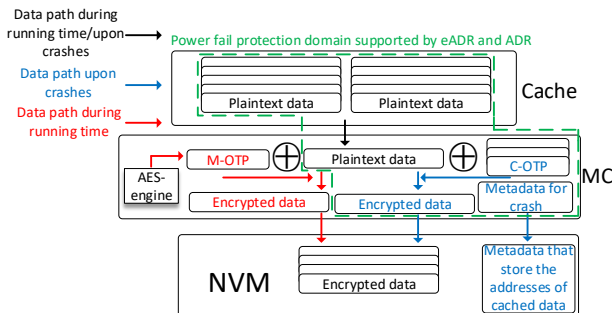 Data path during
running time/upon
crashes
Power fail protection domain supported by eADR and ADR
Data path upon
crashes
Data path during
running time
Plaintext data
Plaintext data
Cache
M-OTP
Plaintext data
C-OTP
AES-
engine
MC
Encrypted data
Encrypted data
Metadata for
crash
NVM
Encrypted data
Metadata that
store the
addresses of
cached data